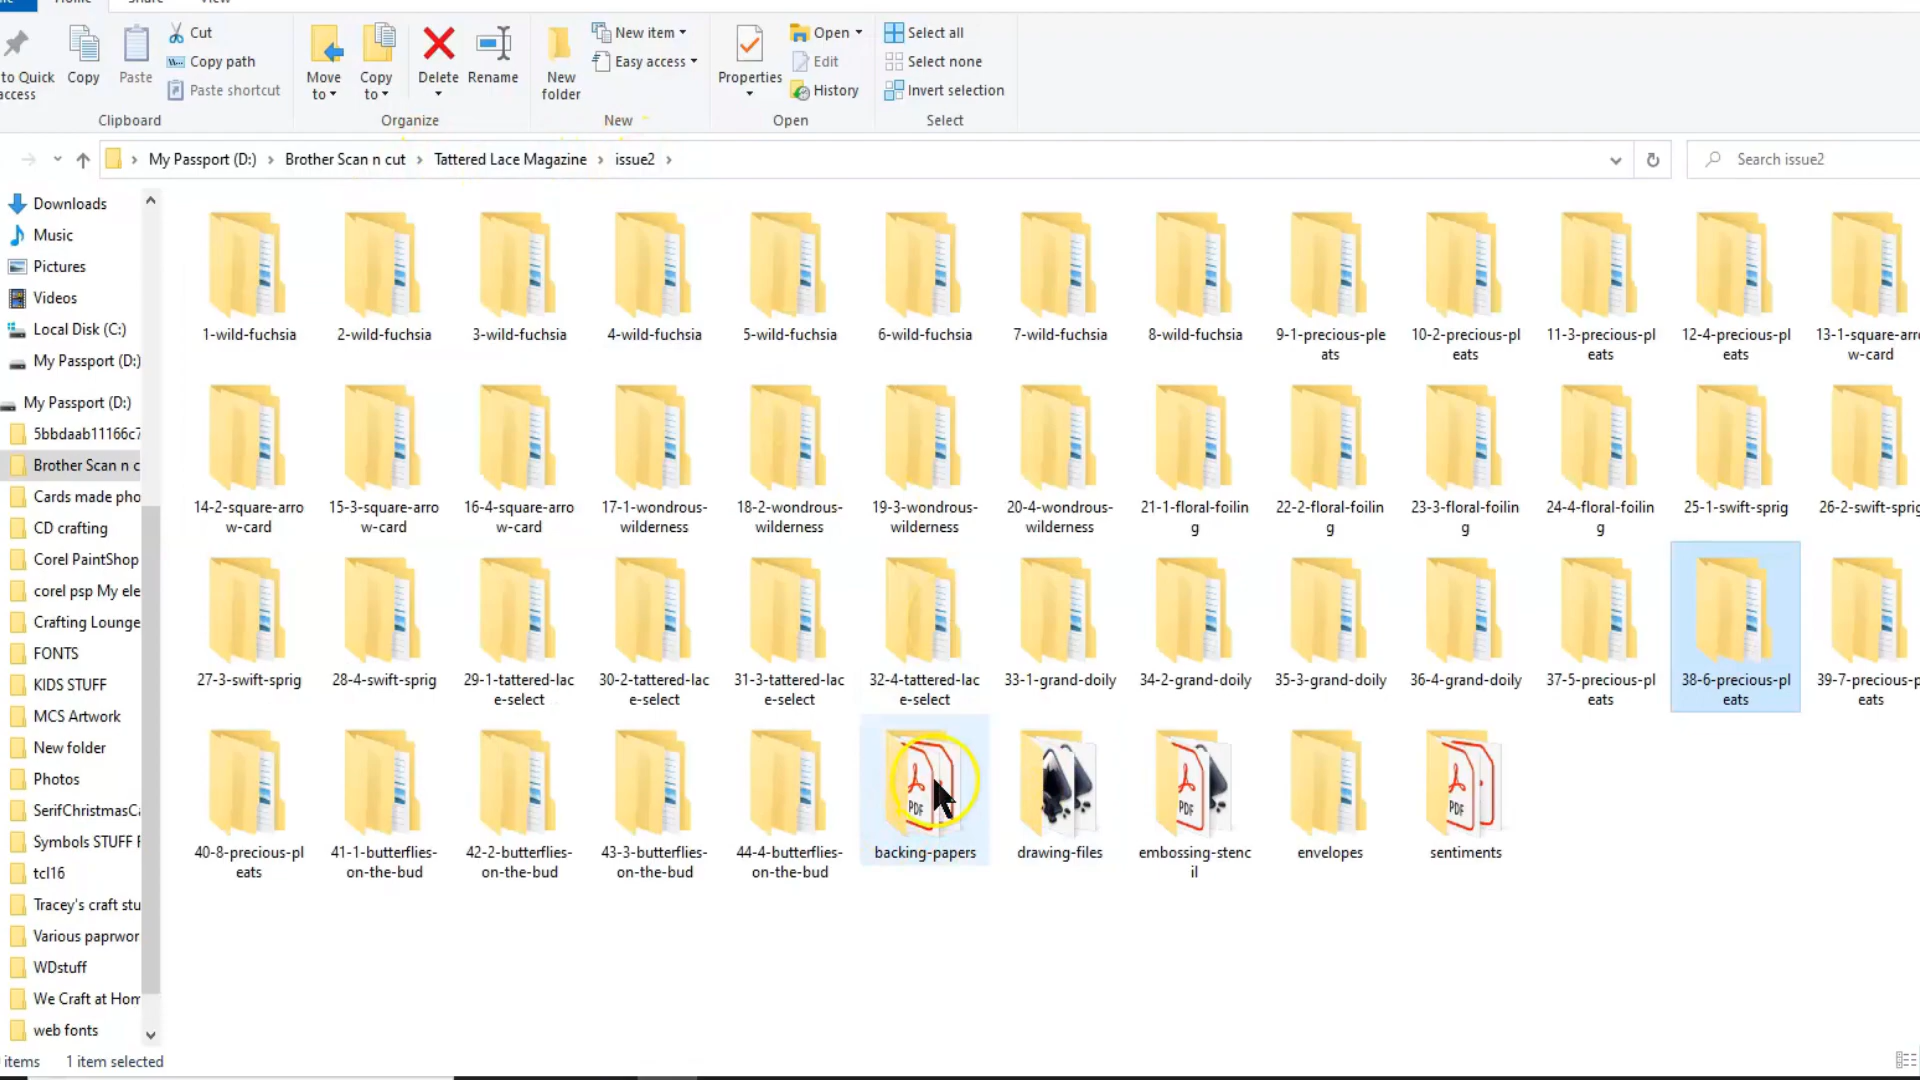 Home
Share
View
to Quick
access
Copy
Paste
Cut
Copy path
Paste shortcut
Clipboard
Move
to
Copy
to
Delete
Rename
Organize
New
folder
New item
Easy access
New
Properties
Open
Edit
History
Open
Select all
Select none
Invert selection
Select
My Passport (D:)
Brother Scan n cut
Tattered Lace Magazine
issue2
Search issue2
Downloads
Music
Pictures
Videos
Local Disk (C:)
My Passport (D:)
My Passport (D:)
5bbdaab11166c7
Brother Scan n c
Cards made pho
CD crafting
Corel PaintShop
corel psp My ele
Crafting Lounge
FONTS
KIDS STUFF
MCS Artwork
New folder
Photos
SerifChristmasCa
Symbols STUFF F
tcl16
Tracey's craft stu
Various paprwor
WDstuff
We Craft at Hom
web fonts
1-wild-fuchsia
2-wild-fuchsia
3-wild-fuchsia
4-wild-fuchsia
5-wild-fuchsia
6-wild-fuchsia
7-wild-fuchsia
8-wild-fuchsia
9-1-precious-ple
ats
10-2-precious-pl
eats
11-3-precious-pl
eats
12-4-precious-pl
eats
13-1-square-arro
w-card
14-2-square-arro
w-card
15-3-square-arro
w-card
16-4-square-arro
w-card
17-1-wondrous-
wilderness
18-2-wondrous-
wilderness
19-3-wondrous-
wilderness
20-4-wondrous-
wilderness
21-1-floral-foilin
g
22-2-floral-foilin
g
23-3-floral-foilin
g
24-4-floral-foilin
g
25-1-swift-sprig
26-2-swift-sprig
27-3-swift-sprig
28-4-swift-sprig
29-1-tattered-lac
e-select
30-2-tattered-lac
e-select
31-3-tattered-lac
e-select
32-4-tattered-lac
e-select
33-1-grand-doily
34-2-grand-doily
35-3-grand-doily
36-4-grand-doily
37-5-precious-pl
eats
38-6-precious-pl
eats
39-7-precious-p
eats
40-8-precious-pl
eats
41-1-butterflies-
on-the-bud
42-2-butterflies-
on-the-bud
43-3-butterflies-
on-the-bud
44-4-butterflies-
on-the-bud
PDF
backing-papers
drawing-files
PDF
embossing-stenc
il
envelopes
PDF
sentiments
items
1 item selected